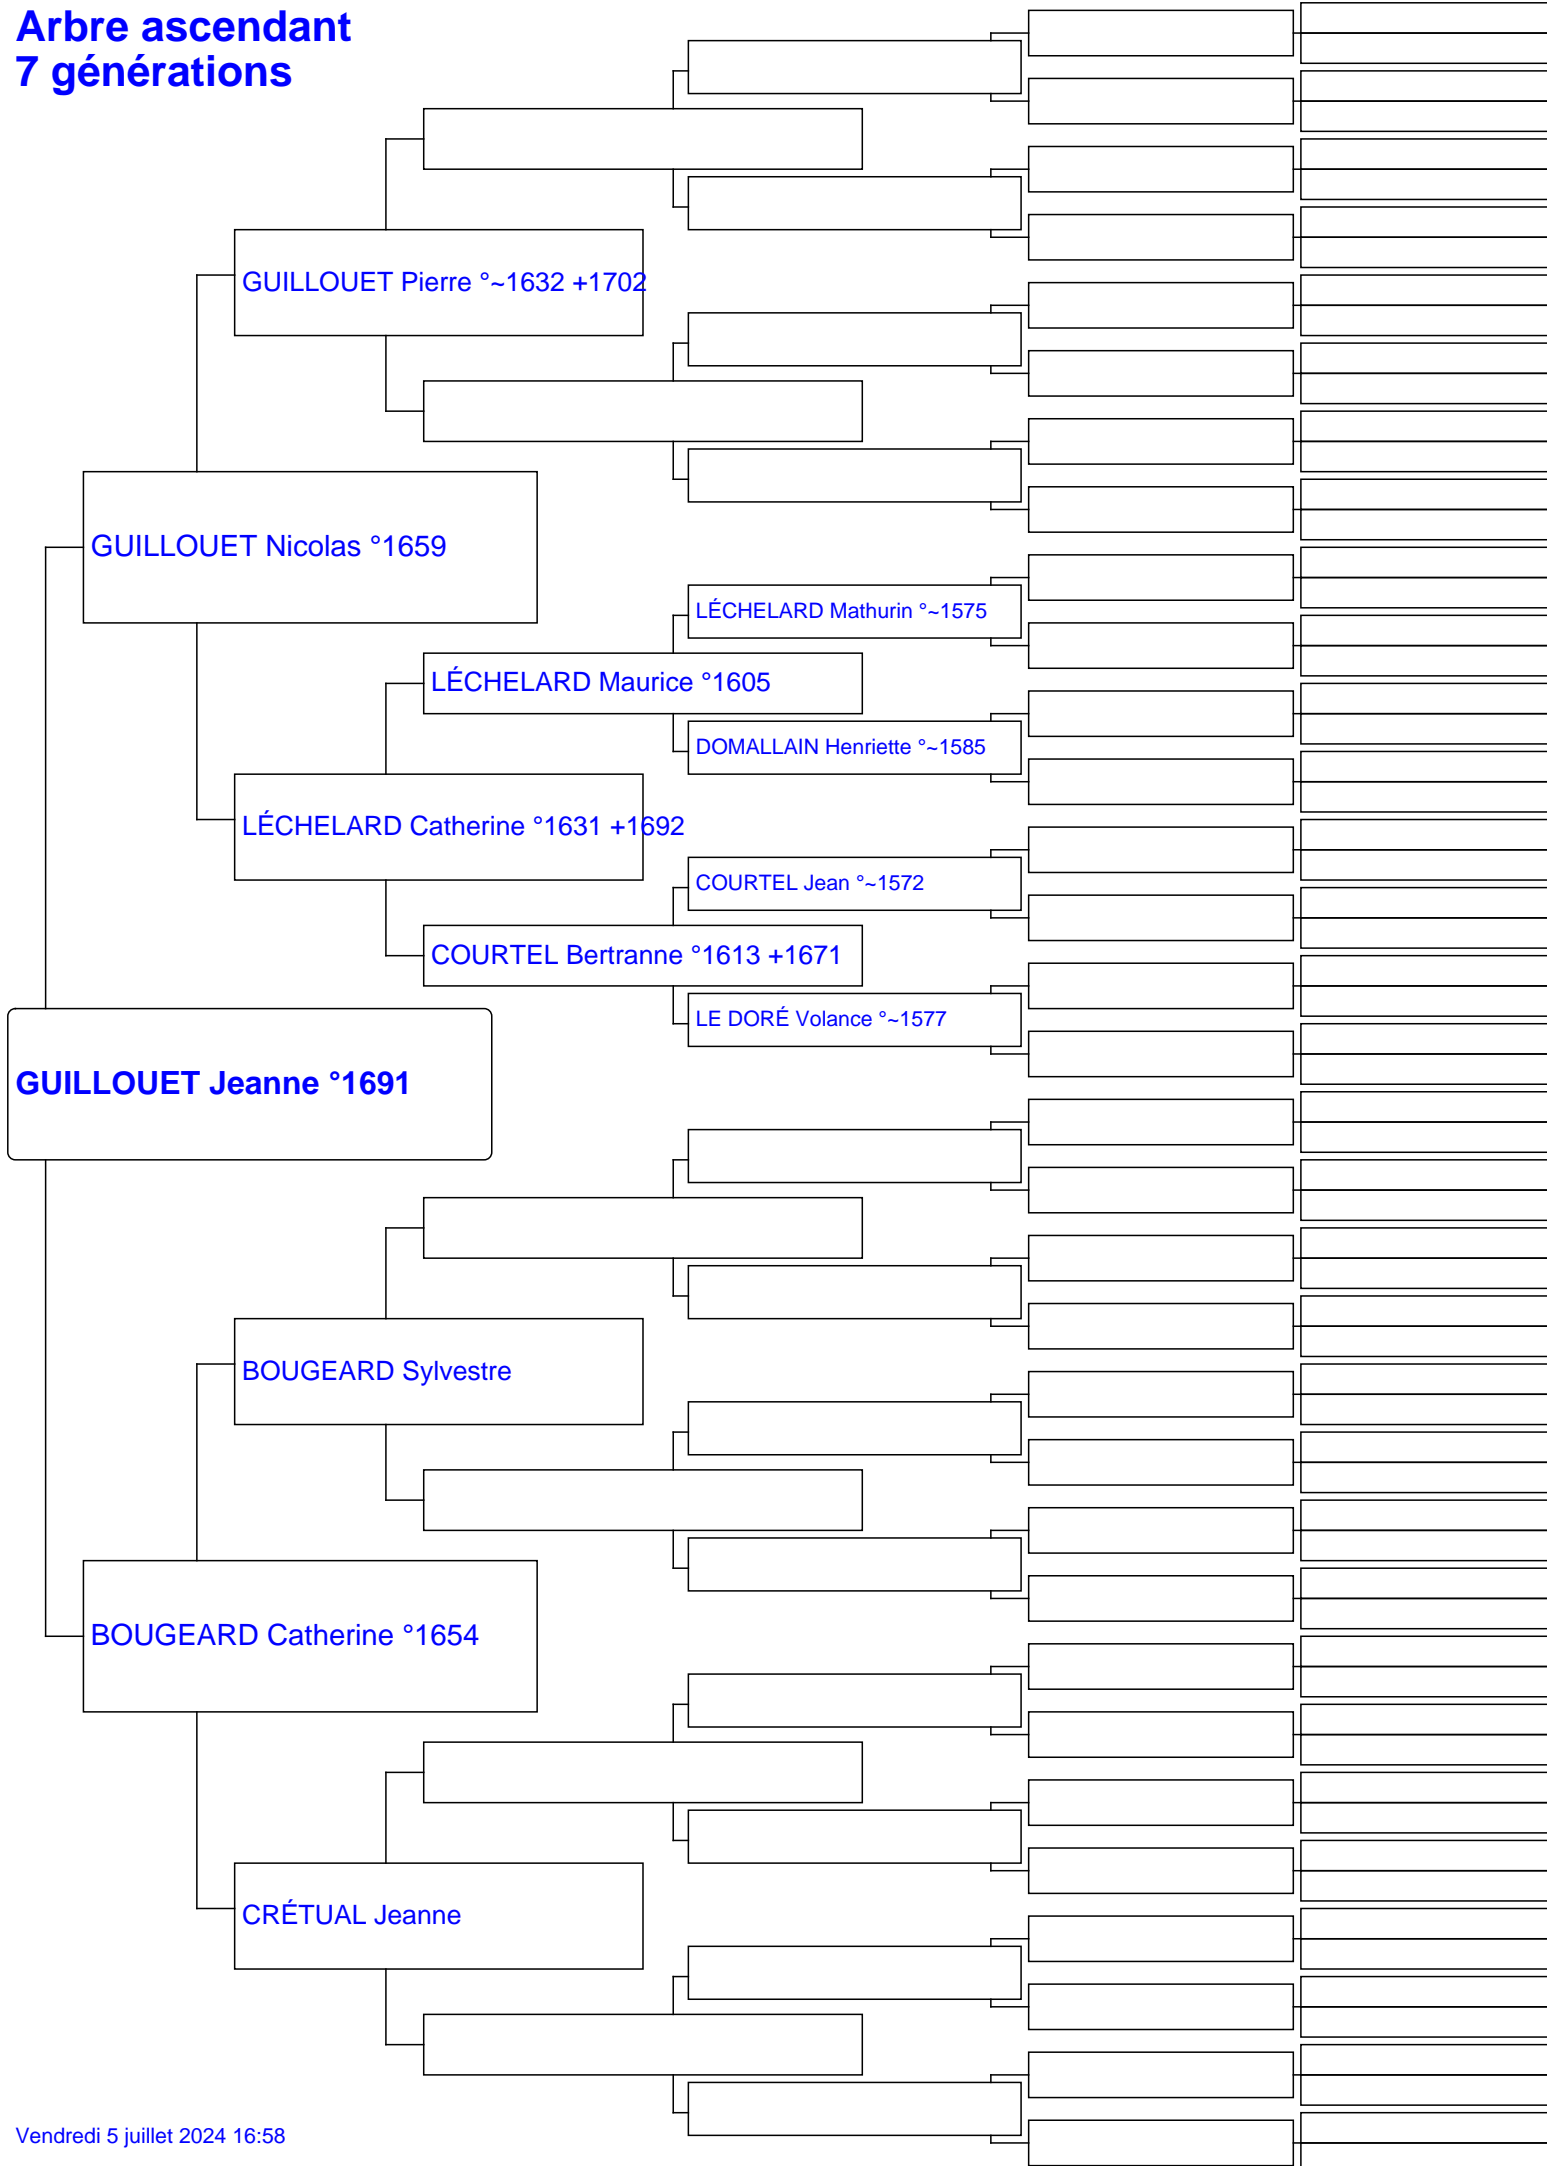 Arbre ascendant
7 générations
GUILLOUET Pierre °~1632 +1702
GUILLOUET Nicolas °1659
LÉCHELARD Mathurin °~1575
LÉCHELARD Maurice °1605
DOMALLAIN Henriette °~1585
LÉCHELARD Catherine °1631 +1692
COURTEL Jean °~1572
COURTEL Bertranne °1613 +1671
LE DORÉ Volance °~1577
GUILLOUET Jeanne °1691
BOUGEARD Sylvestre
BOUGEARD Catherine °1654
CRÉTUAL Jeanne
Vendredi 5 juillet 2024 16:58